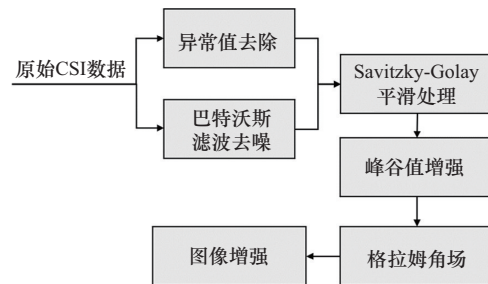 原始CSI数据
异常值去除
巴特沃斯
滤波去噪
Savitzky-Golay
平滑处理
峰谷值增强
格拉姆角场
图像增强